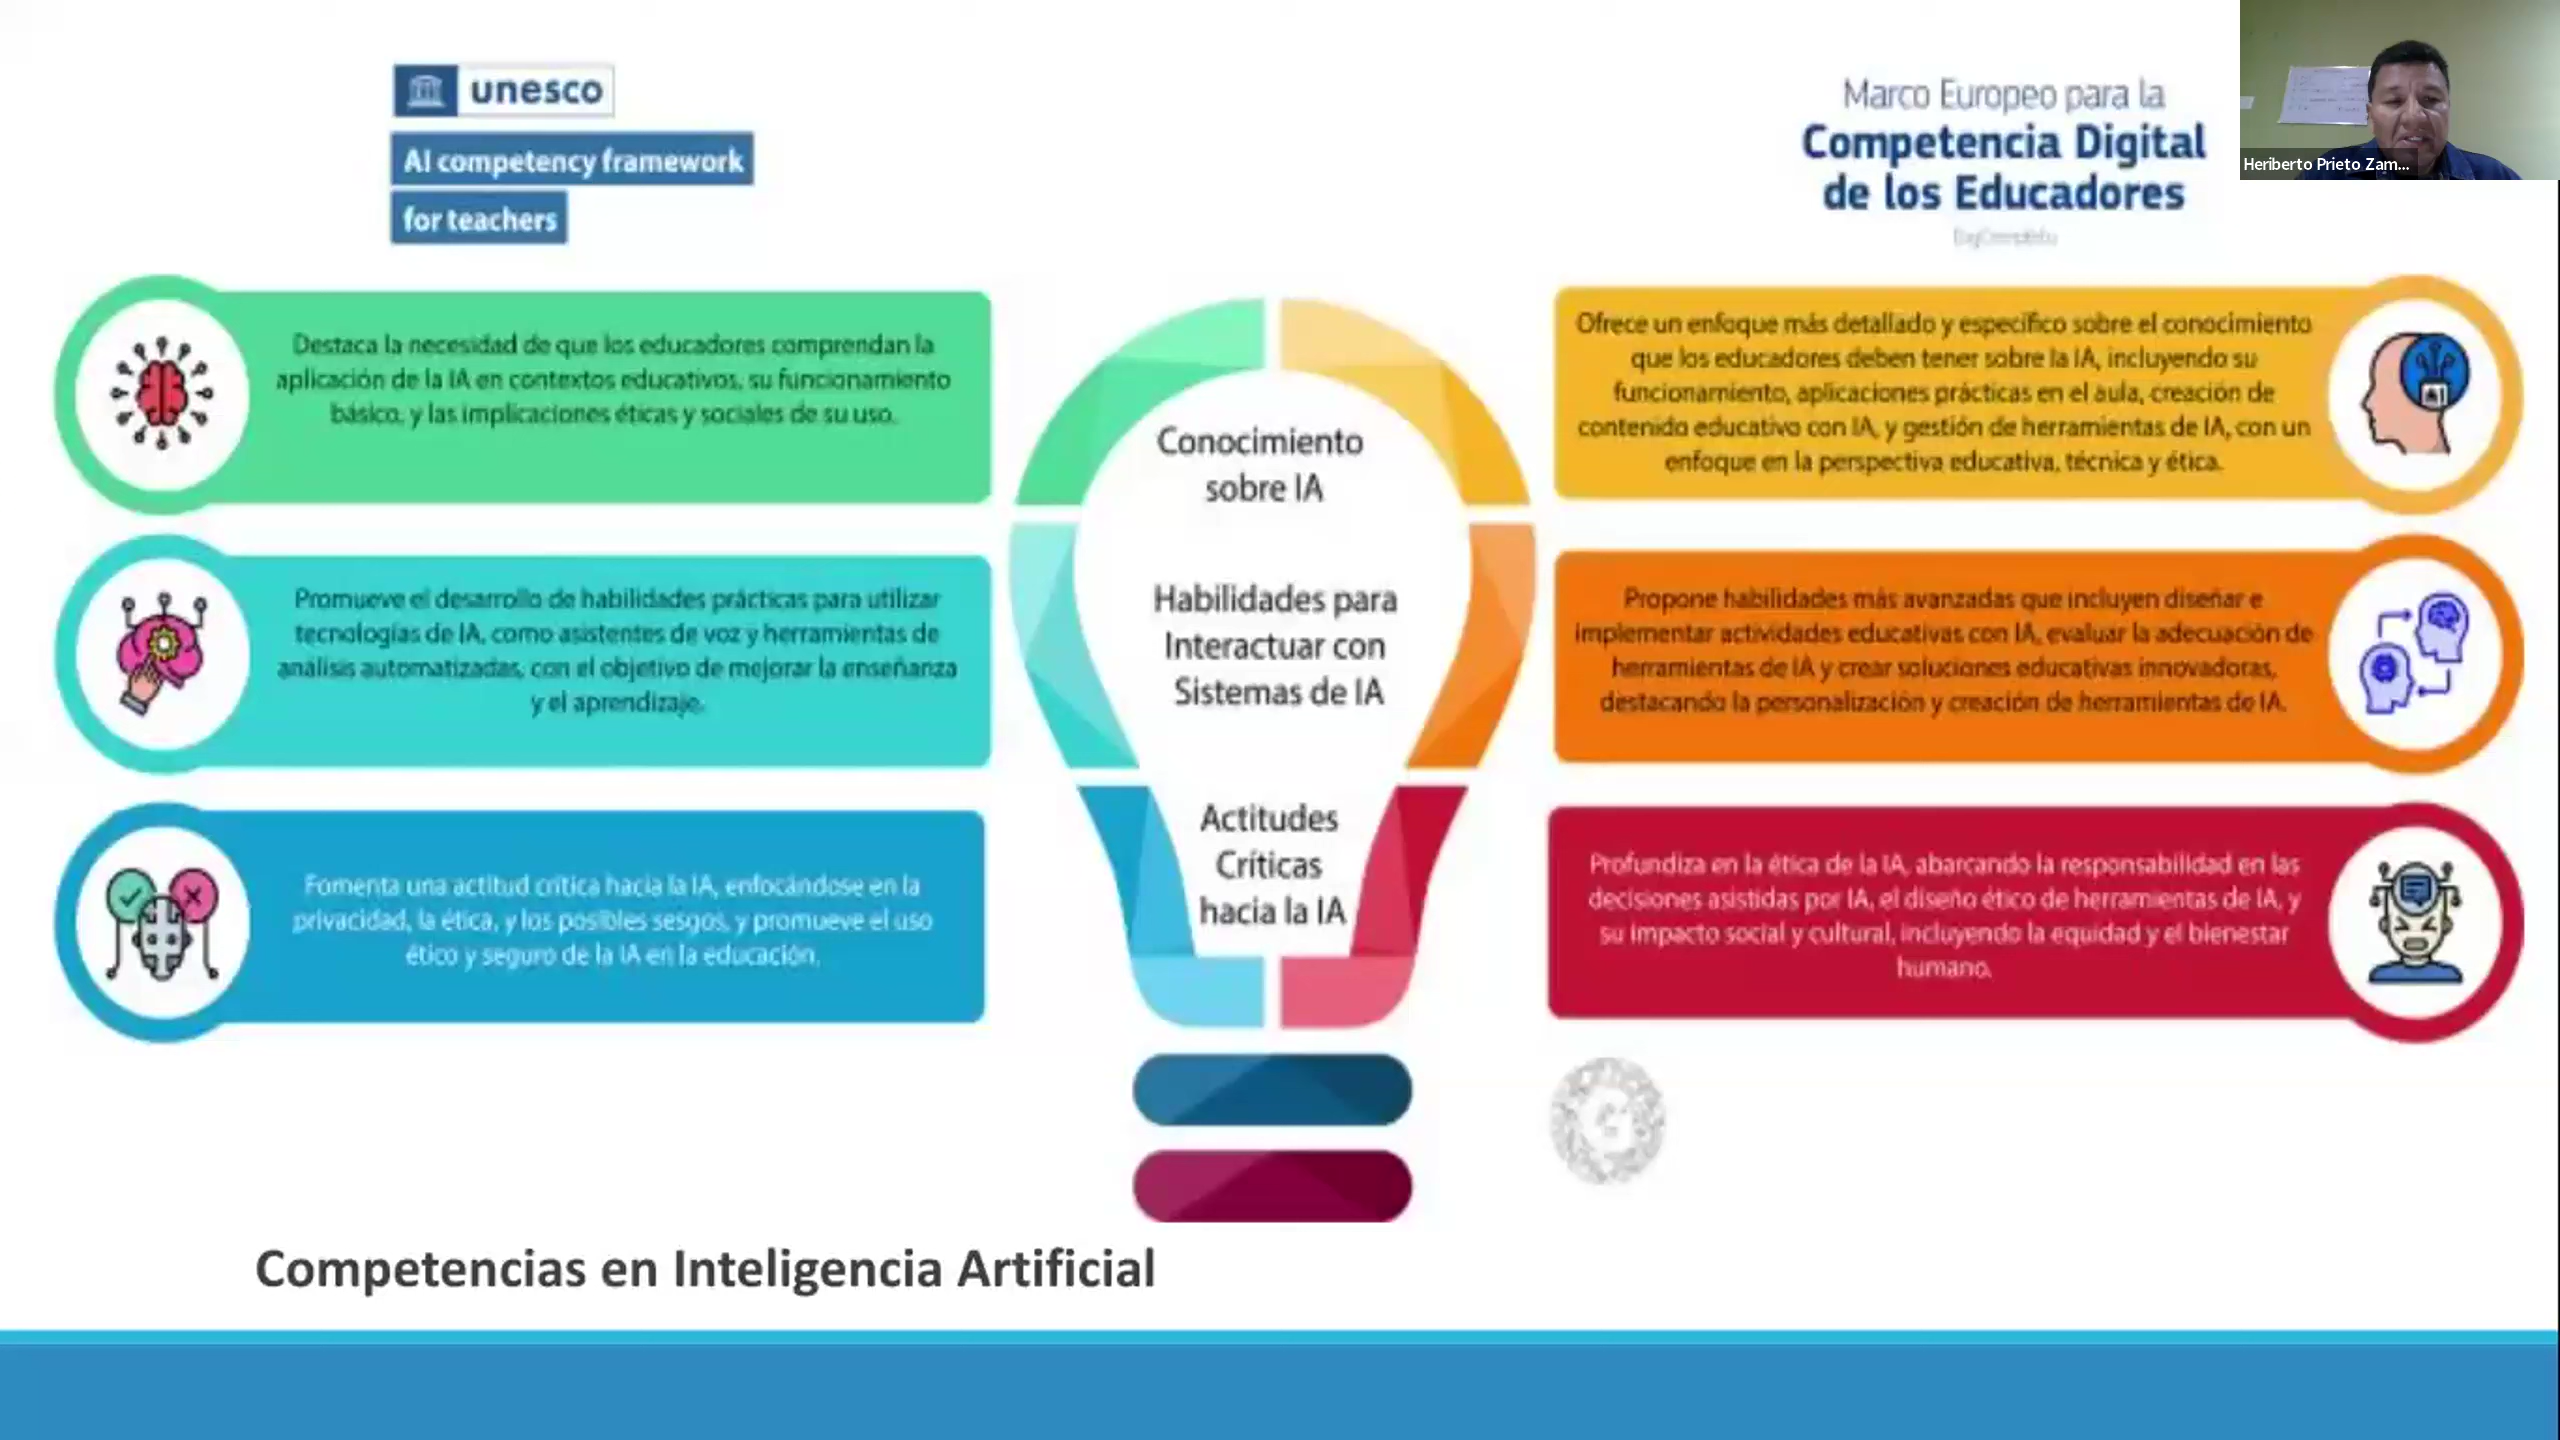 unesco
AI competency framework
for teachers
Marco Europeo para la
Competencia Digital
de los Educadores
DigCompEdu
Heriberto Prieto Zam...
Destaca la necesidad de que los educadores comprendan la
aplicación de la IA en contextos educativos, su funcionamiento
básico, y las implicaciones éticas y sociales de su uso.
Conocimiento
sobre IA
Ofrece un enfoque más detallado y específico sobre el conocimiento
que los educadores deben tener sobre la IA, incluyendo su
funcionamiento, aplicaciones prácticas en el aula, creación de
contenido educativo con IA, y gestión de herramientas de IA, con un
enfoque en la perspectiva educativa, técnica y ética.
AI
Promueve el desarrollo de habilidades prácticas para utilizar
tecnologías de IA, como asistentes de voz y herramientas de
análisis automatizadas, con el objetivo de mejorar la enseñanza
y el aprendizaje.
Habilidades para
Interactuar con
Sistemas de IA
Propone habilidades más avanzadas que incluyen diseñar e
implementar actividades educativas con IA, evaluar la adecuación de
herramientas de IA y crear soluciones educativas innovadoras,
destacando la personalización y creación de herramientas de IA.
Fomenta una actitud crítica hacia la IA, enfocándose en la
privacidad, la ética, y los posibles sesgos, y promueve el uso
ético y seguro de la IA en la educación.
Actitudes
Críticas
hacia la IA
Profundiza en la ética de la IA, abarcando la responsabilidad en las
decisiones asistidas por IA, el diseño ético de herramientas de IA, y
su impacto social y cultural, incluyendo la equidad y el bienestar
humano.
G
Competencias en Inteligencia Artificial